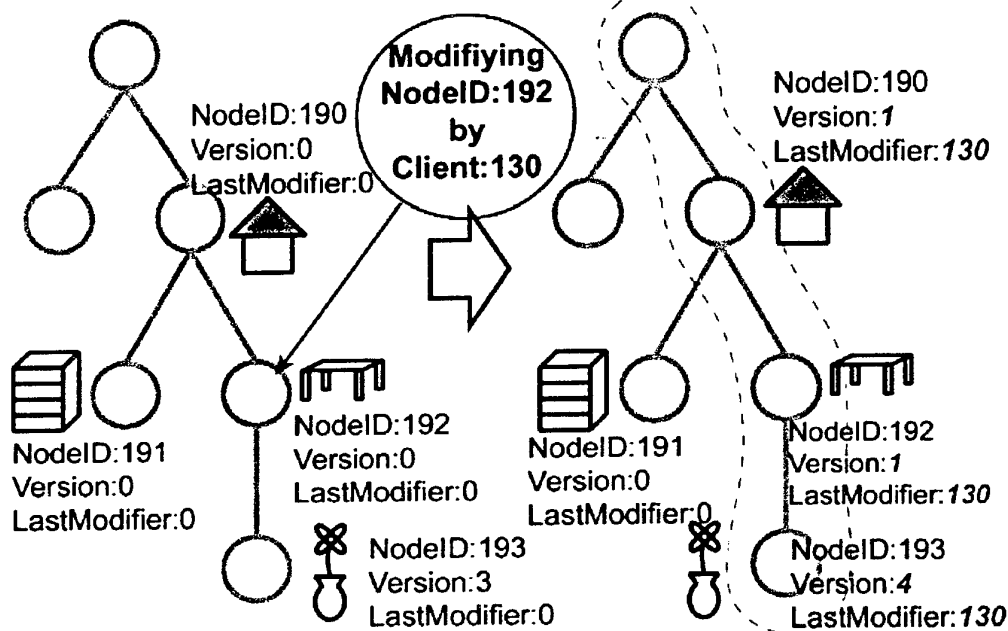 Modifiying
NodeID:192
by
Client:130
NodeID:190
Version:0
LastModifier:0
NodeID:191
Version:0
LastModifier:0
NodeID:192
Version:0
LastModifier:0
NodeID:193
Version:3
LastModifier:0
NodeID:190
Version:1
LastModifier:130
NodeID:191
Version:0
LastModifier:0
NodeID:192
Version:1
LastModifier:130
NodeID:193
Version:4
LastModifier:130